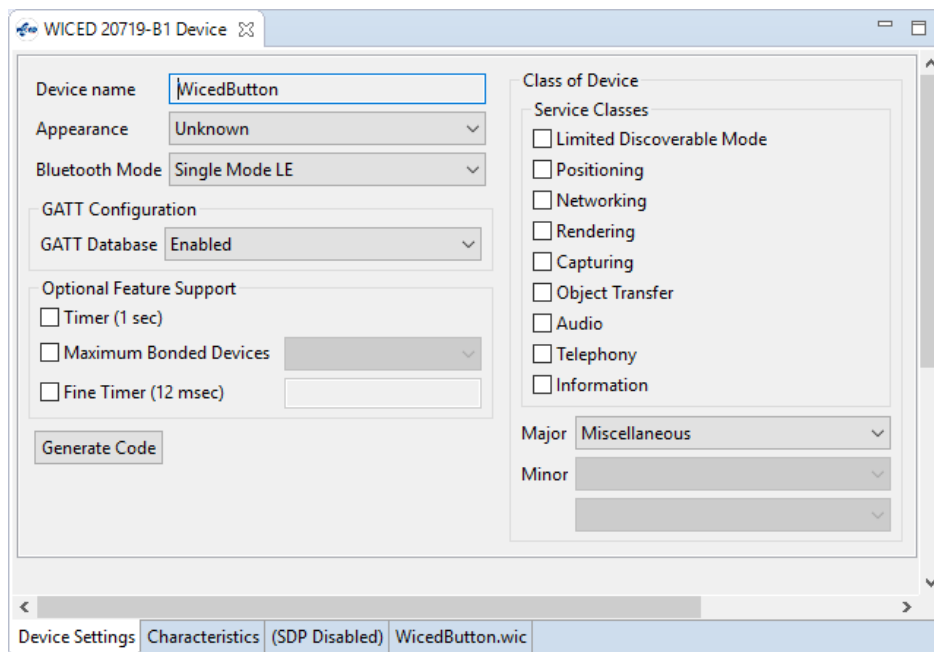 WICED 20719-B1 Device
Device name WicedButton
Appearance Unknown
Bluetooth Mode Single Mode LE
GATT Configuration
GATT Database Enabled
Optional Feature Support
Timer (1 sec)
Maximum Bonded Devices
Fine Timer (12 msec)
Generate Code
Class of Device
Service Classes
Limited Discoverable Mode
Positioning
Networking
Rendering
Capturing
Object Transfer
Audio
Telephony
Information
Major Miscellaneous
Minor
Device Settings Characteristics (SDP Disabled) WicedButton.wic